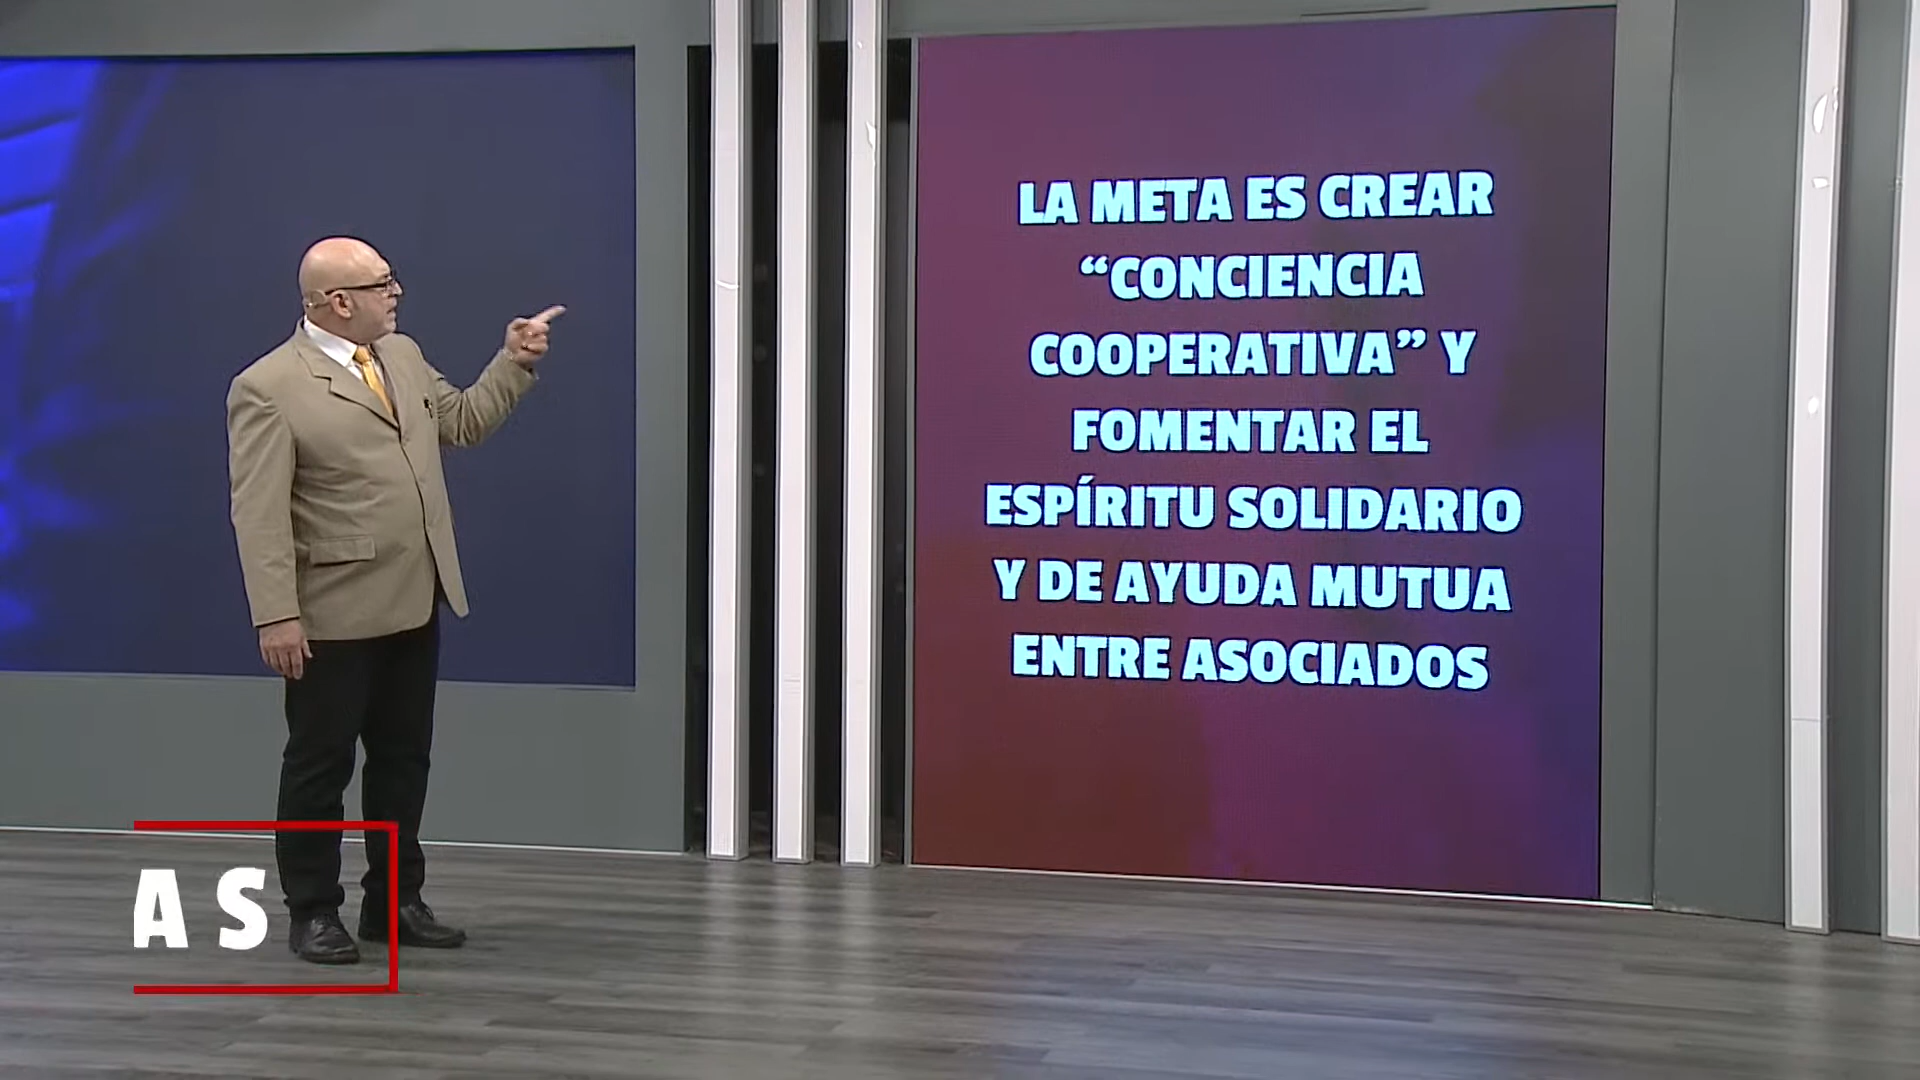 LA META ES CREAR
“CONCIENCIA
COOPERATIVA” Y
FOMENTAR EL
ESPÍRITU SOLIDARIO
Y DE AYUDA MUTUA
ENTRE ASOCIADOS
A S